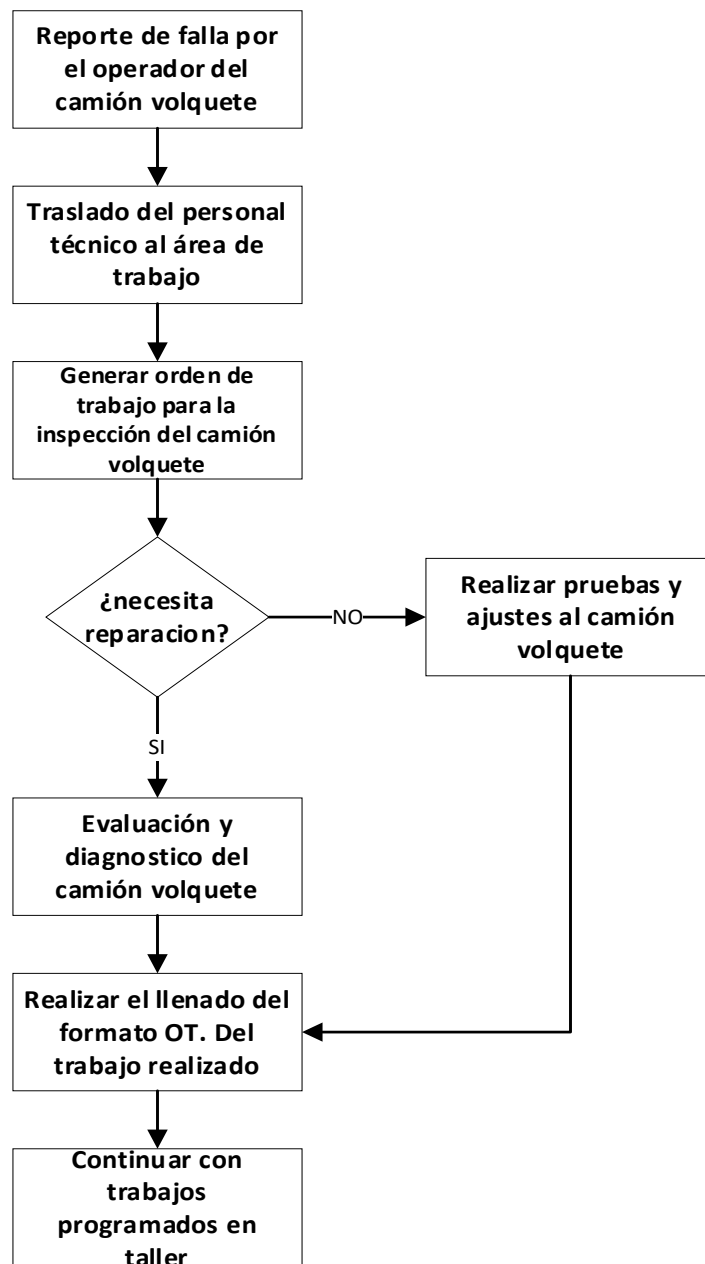 Reporte de falla por
el operador del
camión volquete
Traslado del personal
técnico al área de
trabajo
Generar orden de
trabajo para la
inspección del camión
volquete
¿necesita
reparacion?
NO
Realizar pruebas y
ajustes al camión
volquete
SI
Evaluación y
diagnostico del
camión volquete
Realizar el llenado del
formato OT. Del
trabajo realizado
Continuar con
trabajos
programados en
taller